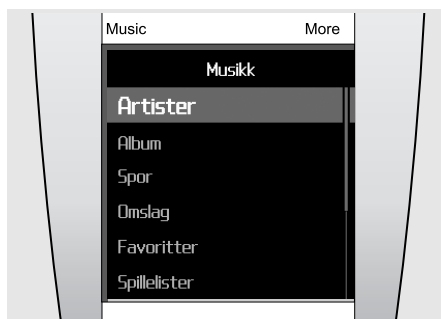 Music More
Musikk
Artister
Album
Spor
Omslag
Favoritter
Spillelister